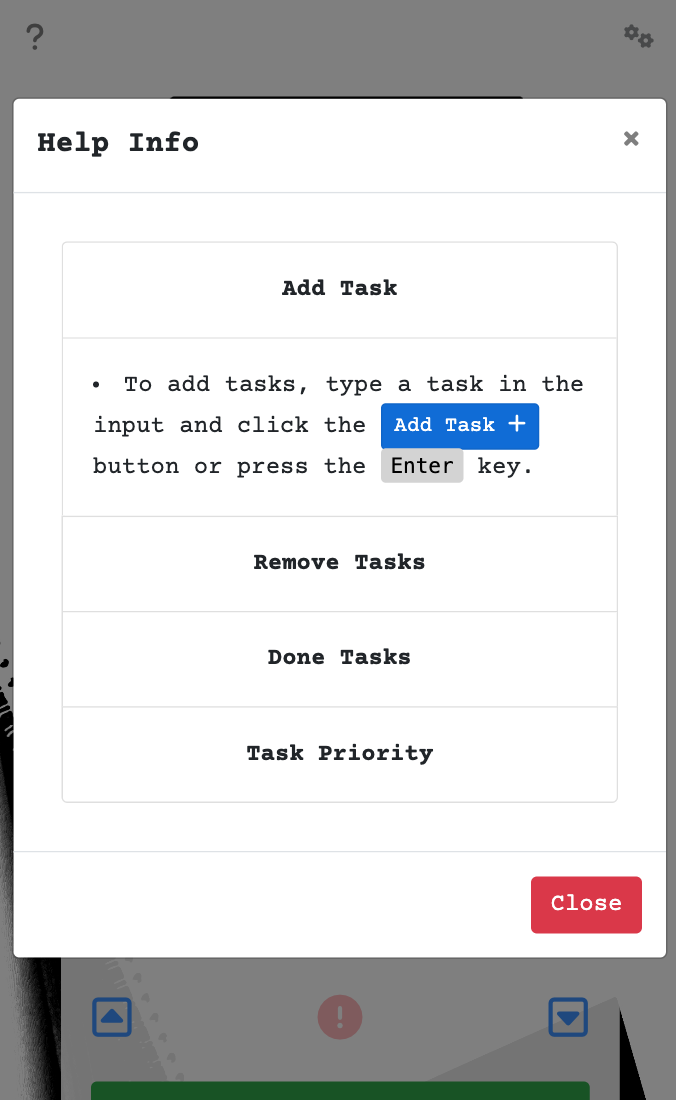 ?
Help Info
×
Add Task
• To add tasks, type a task in the
input and click the Add Task +
button or press the Enter key.
Remove Tasks
Done Tasks
Task Priority
Close
!